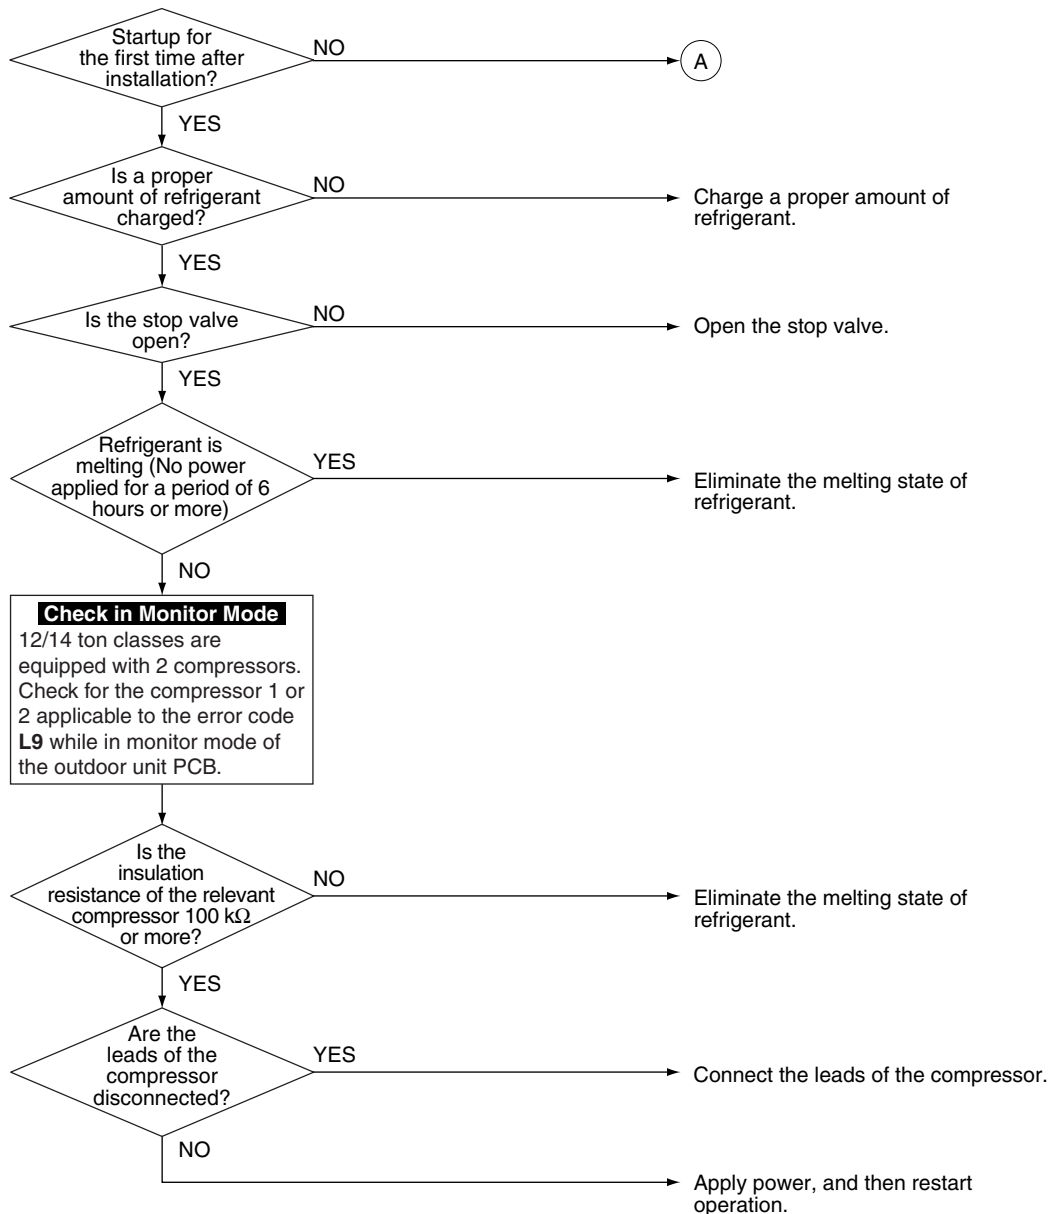 Startup for
the first time after
installation?
NO
A
YES
Is a proper
amount of refrigerant
charged?
NO
Charge a proper amount of
refrigerant.
YES
Is the stop valve
open?
NO
Open the stop valve.
YES
Refrigerant is
melting (No power
applied for a period of 6
hours or more)
YES
Eliminate the melting state of
refrigerant.
NO
Check in Monitor Mode
12/14 ton classes are
equipped with 2 compressors.
Check for the compressor 1 or
2 applicable to the error code
L9 while in monitor mode of
the outdoor unit PCB.
Is the
insulation
resistance of the relevant
compressor 100 kΩ
or more?
NO
Eliminate the melting state of
refrigerant.
YES
Are the
leads of the
compressor
disconnected?
YES
Connect the leads of the compressor.
NO
Apply power, and then restart
operation.